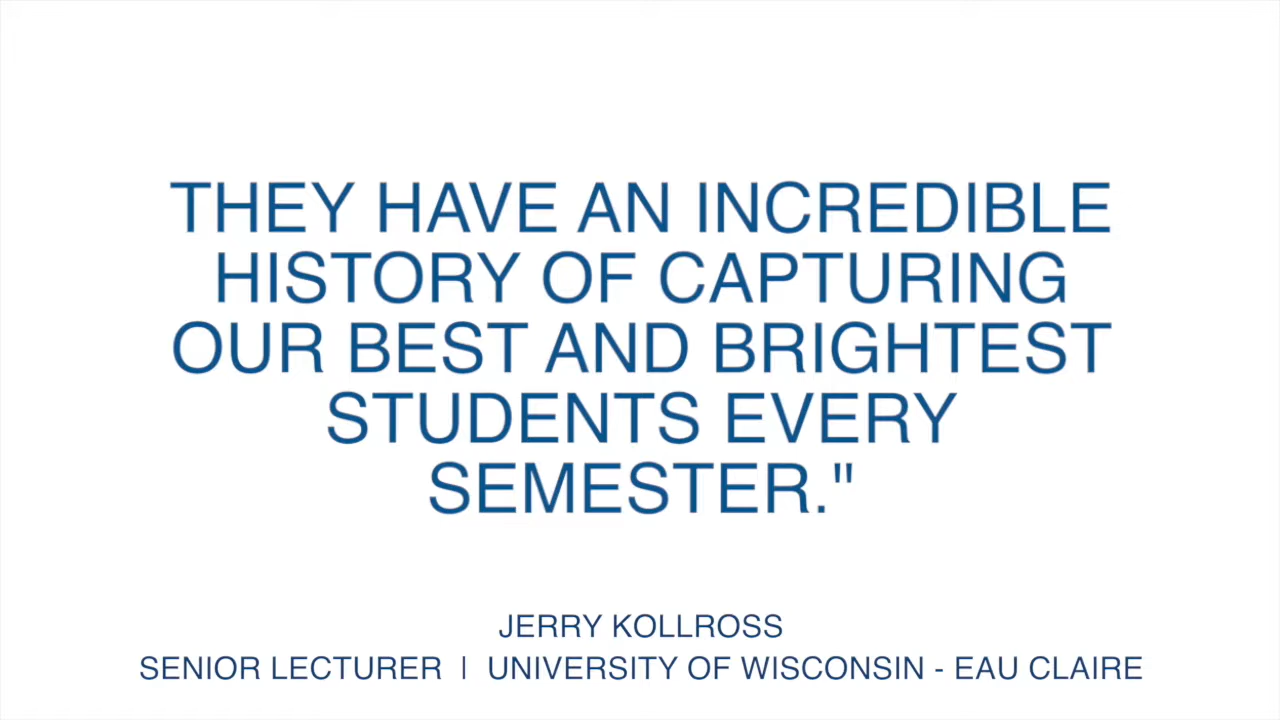 THEY HAVE AN INCREDIBLE
HISTORY OF CAPTURING
OUR BEST AND BRIGHTEST
STUDENTS EVERY
SEMESTER."
JERRY KOLLROSS
SENIOR LECTURER | UNIVERSITY OF WISCONSIN - EAU CLAIRE